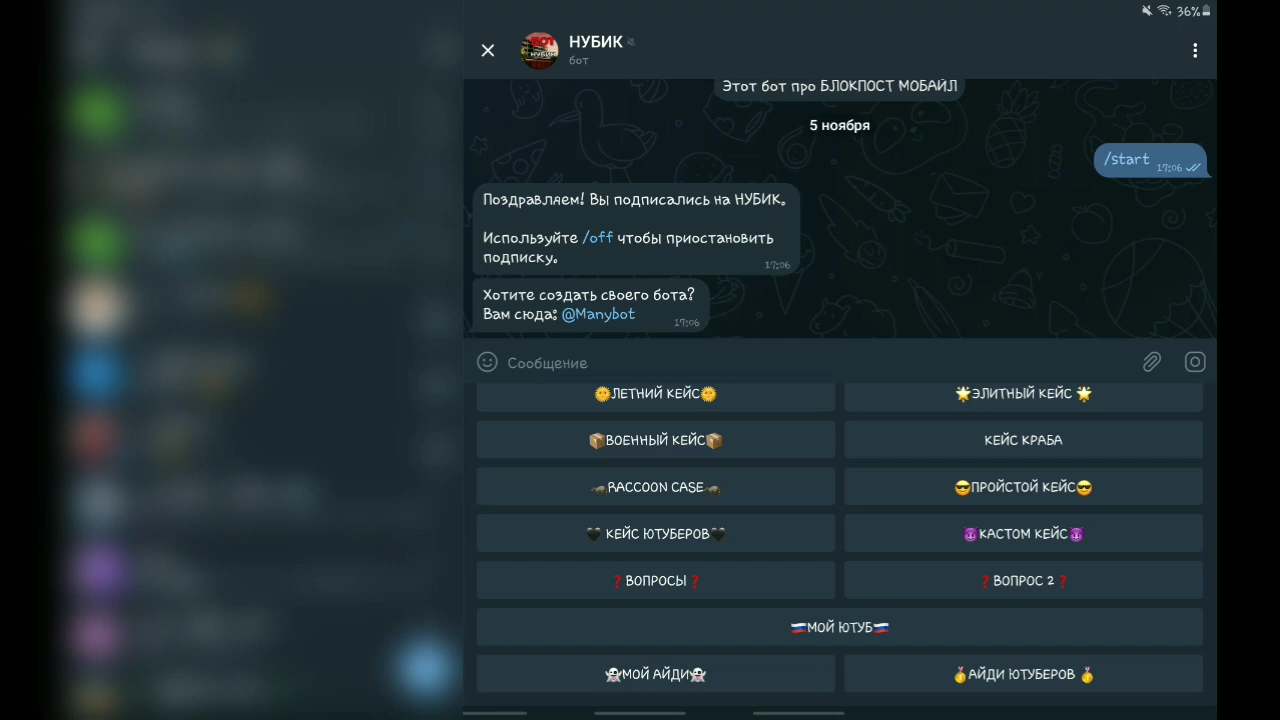 36%
НУБИК
бот
Этот бот про БЛОКПОСТ МОБАЙЛ
5 ноября
/start
17:06
Поздравляем! Вы подписались на НУБИК.
Используйте /off чтобы приостановить
подписку.
17:06
Хотите создать своего бота?
Вам сюда: @Manybot
17:06
Сообщение
🌞ЛЕТНИЙ КЕЙС🌞
🌟ЭЛИТНЫЙ КЕЙС 🌟
📦ВОЕННЫЙ КЕЙС📦
КЕЙС КРАБА
🦡RACCOON CASE🦡
😎ПРОЙСТОЙ КЕЙС😎
🖤 КЕЙС ЮТУБЕРОВ🖤
😈КАСТОМ КЕЙС😈
❓ВОПРОСЫ❓
❓ВОПРОС 2❓
🇷🇺МОЙ ЮТУБ🇷🇺
👻МОЙ АЙДИ👻
🥇АЙДИ ЮТУБЕРОВ 🥇